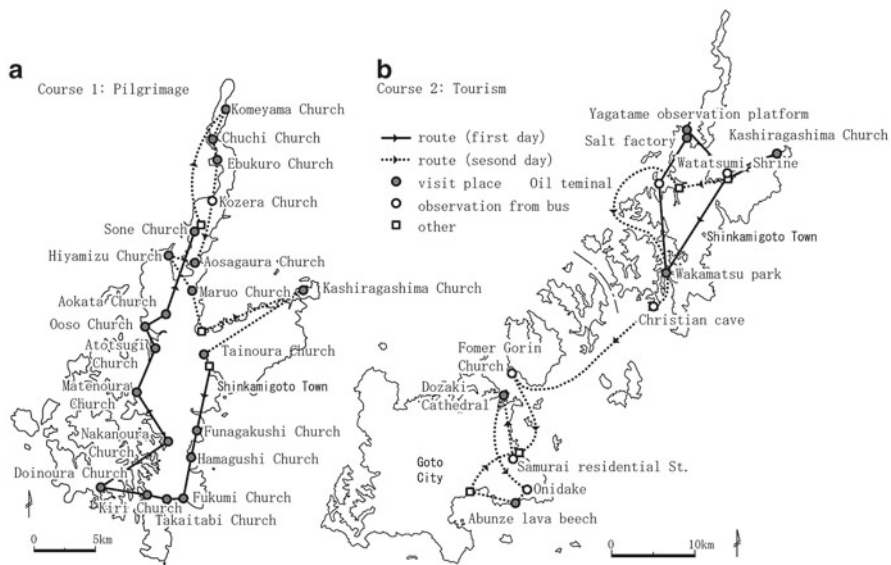 a
Course 1: Pilgrimage
Komeyama Church
Chuchi Church
Ebukuro Church
Kozera Church
Sone Church
Hiyamizu Church
Aosagaura Church
Maruo Church
Kashiragashima Church
Aokata Church
Ooso Church
Atotsugi
Church
Tainoura Church
Shinkamigoto Town
Matenoura
Church
Nakanoura
Church
Funagakushi Church
Hamagushi Church
Doinoura Church
Fukumi Church
Kiri Church
Takaitabi Church
0
5km
b
Course 2: Tourism
route (first day)
route (sesond day)
visit place
observation from bus
other
Yagatame observation platform
Salt factory
Kashiragashima Church
Watatsumi Shrine
Oil teminal
Shinkamigoto Town
Wakamatsu park
Christian cave
Fomer Gorin
Church
Dozaki
Cathedral
Goto
City
Samurai residential St.
Onidake
Abunze lava beech
0
10km